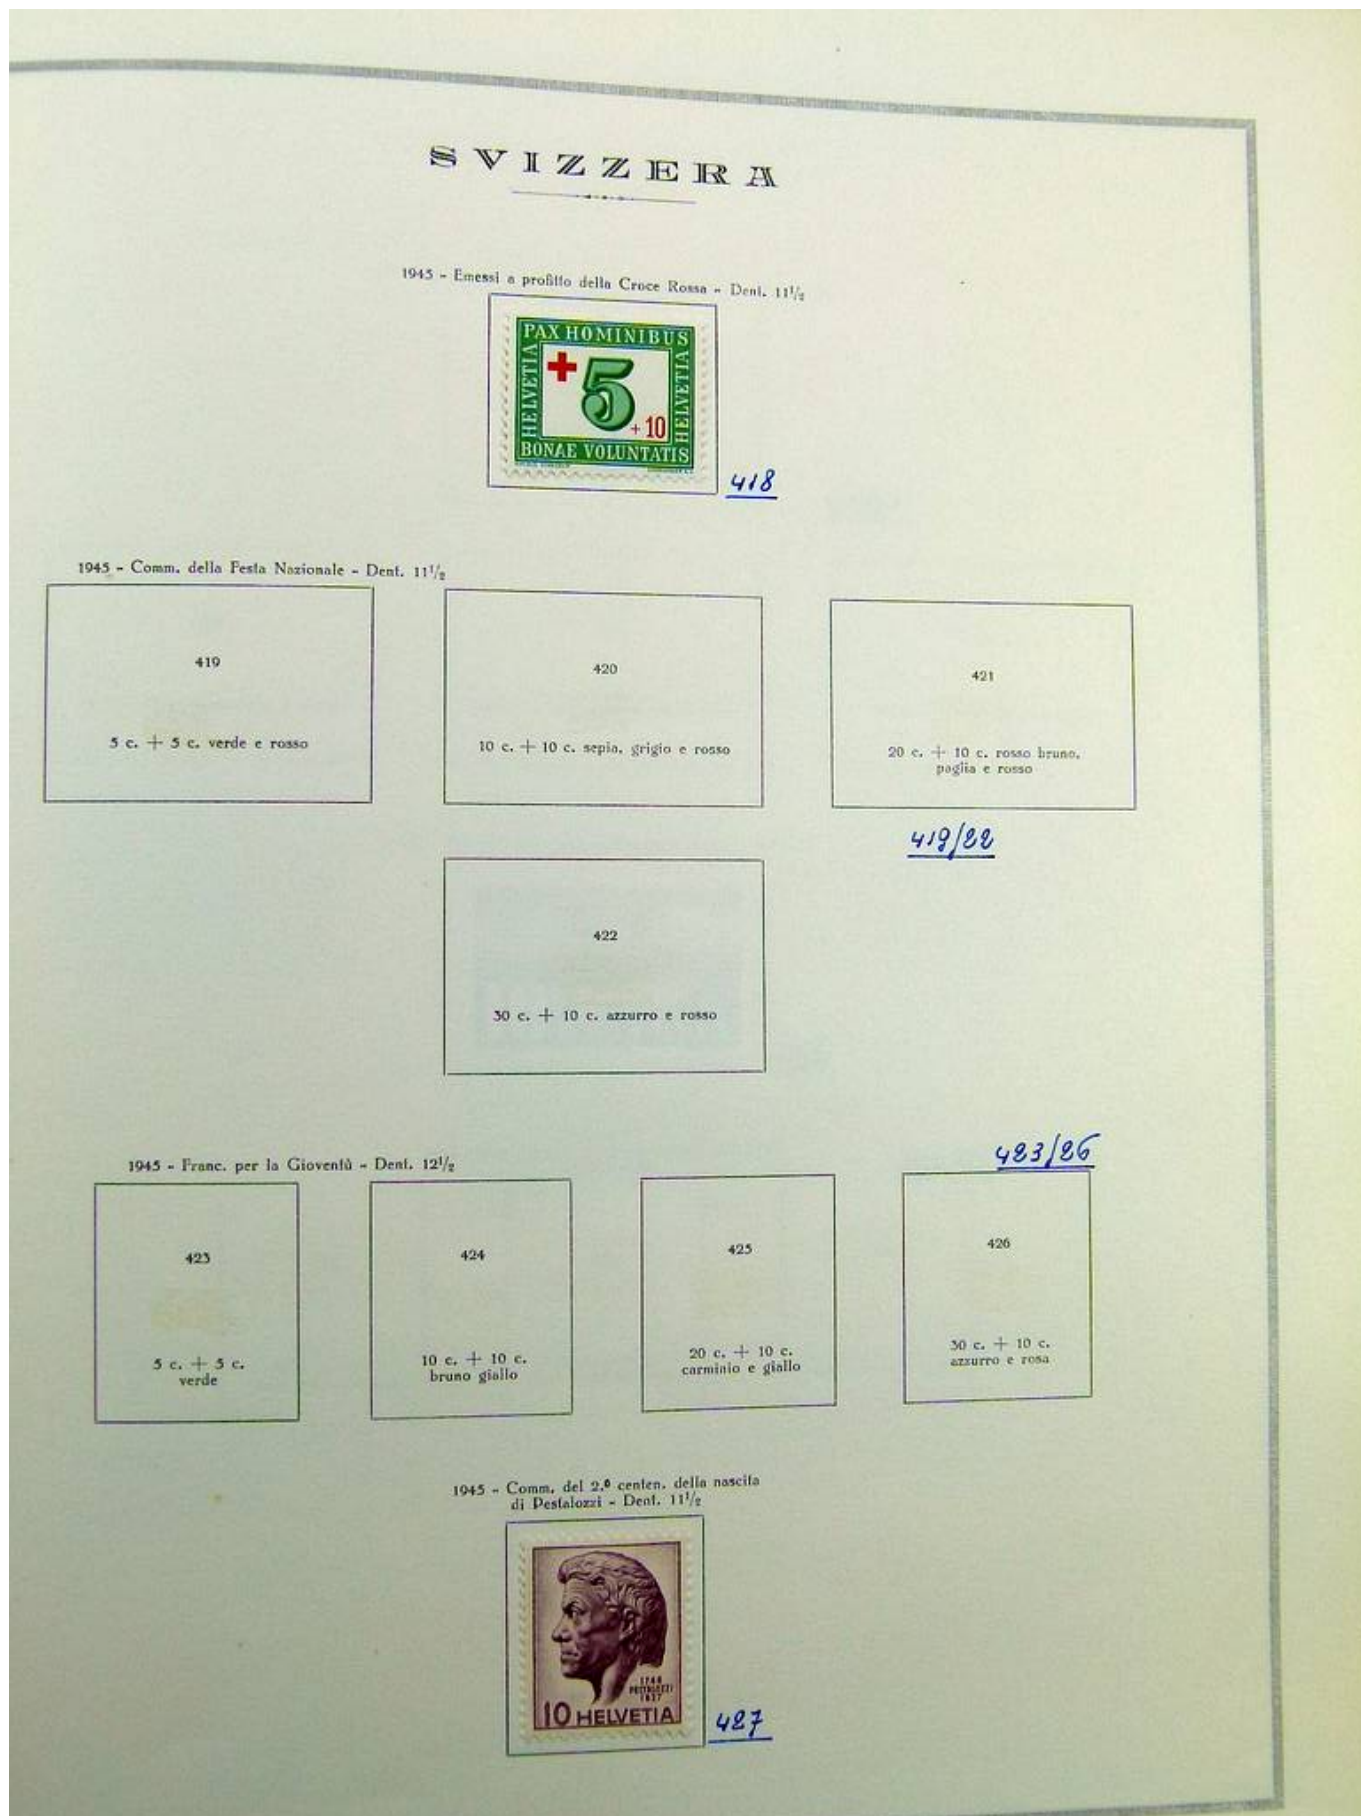 SVIZZERA
1945 - Emessi a profitto della Croce Rossa - Dent. 11½
PAX HOMINIBUS
HELVETIA
5
+ 10
HELVETIA
BONAE VOLUNTATIS
418
1945 - Comm. della Festa Nazionale - Dent. 11½
419
5 c. + 5 c. verde e rosso
420
10 c. + 10 c. sepia, grigio e rosso
421
20 c. + 10 c. rosso bruno,
paglia e rosso
419/22
422
30 c. + 10 c. azzurro e rosso
423/26
1945 - Franc. per la Gioventù - Dent. 12½
423
5 c. + 5 c.
verde
424
10 c. + 10 c.
bruno giallo
425
20 c. + 10 c.
carminio e giallo
426
30 c. + 10 c.
azzurro e rosa
1945 - Comm. del 2.º centen. della nascita
di Pestalozzi - Dent. 11½
1746
PESTALOZZI
1827
10 HELVETIA
427